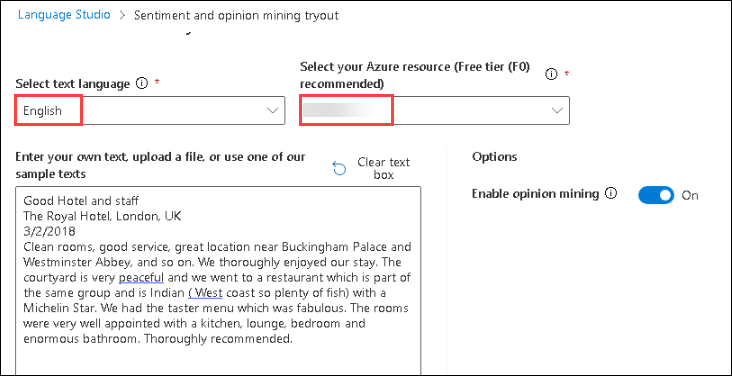 Language Studio > Sentiment and opinion mining tryout
Select text language * 
Select your Azure resource (Free tier (F0)
recommended) *
English
Enter your own text, upload a file, or use one of our
sample texts
Clear text
box
Options
Enable opinion mining On
Good Hotel and staff
The Royal Hotel, London, UK
3/2/2018
Clean rooms, good service, great location near Buckingham Palace and
Westminster Abbey, and so on. We thoroughly enjoyed our stay. The
courtyard is very peaceful and we went to a restaurant which is part of
the same group and is Indian ( West coast so plenty of fish) with a
Michelin Star. We had the taster menu which was fabulous. The rooms
were very well appointed with a kitchen, lounge, bedroom and
enormous bathroom. Thoroughly recommended.